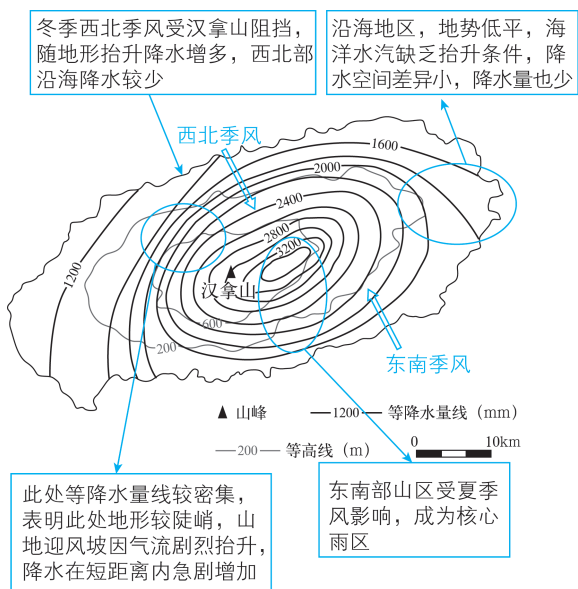 冬季西北季风受汉拿山阻挡，
随地形抬升降水增多，西北部
沿海降水较少
沿海地区，地势低平，海
洋水汽缺乏抬升条件，降
水空间差异小，降水量也少
西北季风
1600
2000
2400
2800
3200
1200
汉拿山
600
200
东南季风
▲ 山峰
1200 等降水量线（mm）
200 等高线（m）
0 10km
此处等降水量线较密集，
表明此处地形较陡峭，山
地迎风坡因气流剧烈抬升，
降水在短距离内急剧增加
东南部山区受夏季
风影响，成为核心
雨区